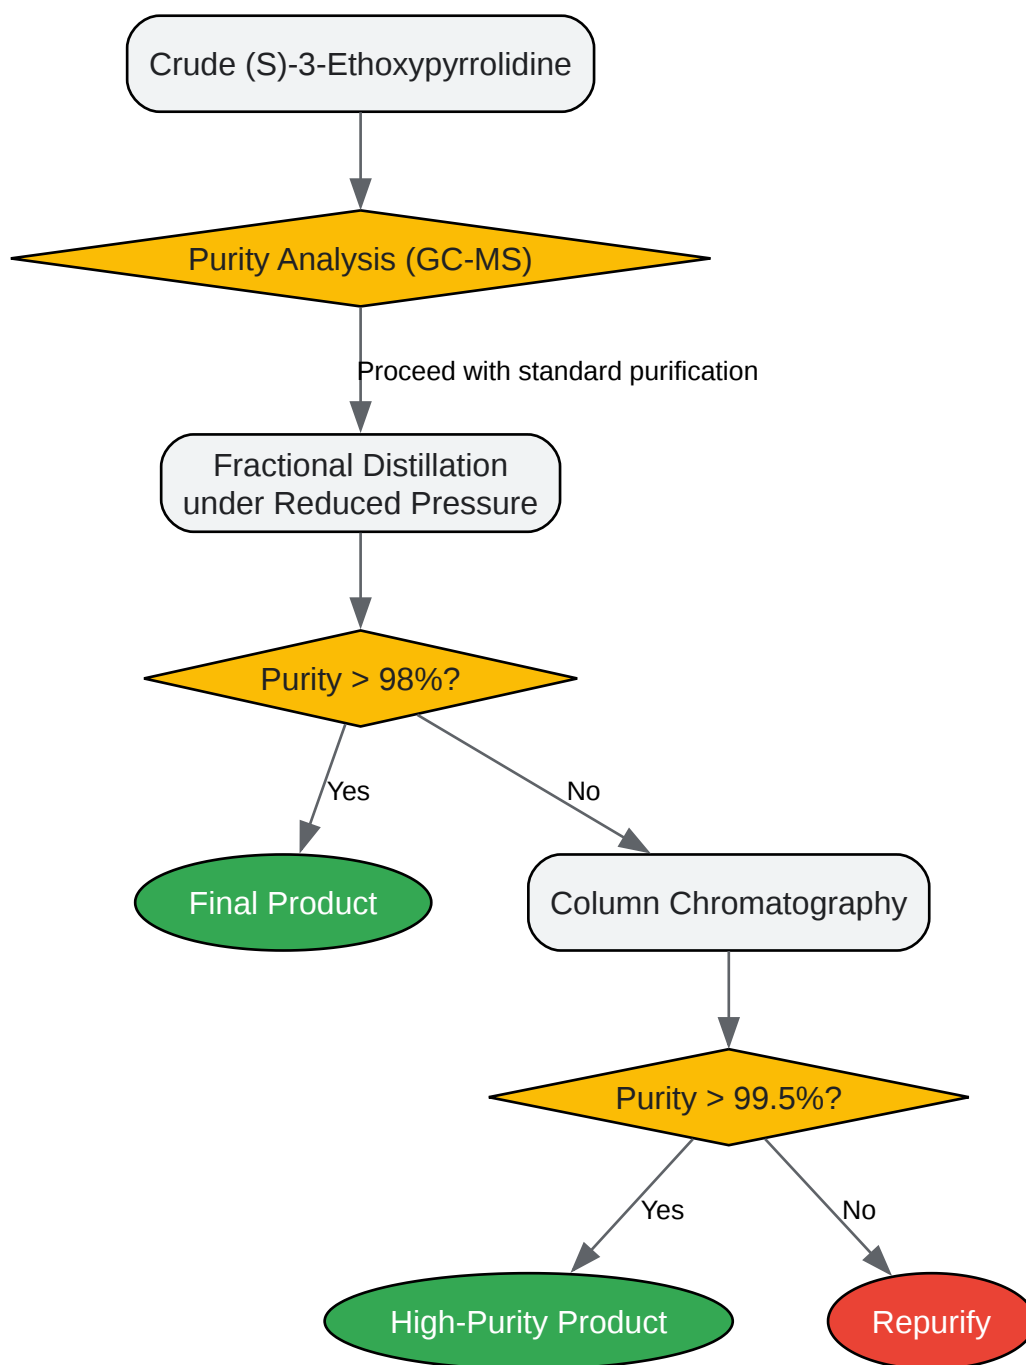 Crude (S)-3-Ethoxypyrrolidine
Purity Analysis (GC-MS)
Proceed with standard purification
Fractional Distillation
under Reduced Pressure
Purity > 98%?
Yes
No
Final Product
Column Chromatography
Purity > 99.5%?
Yes
No
High-Purity Product
Repurify